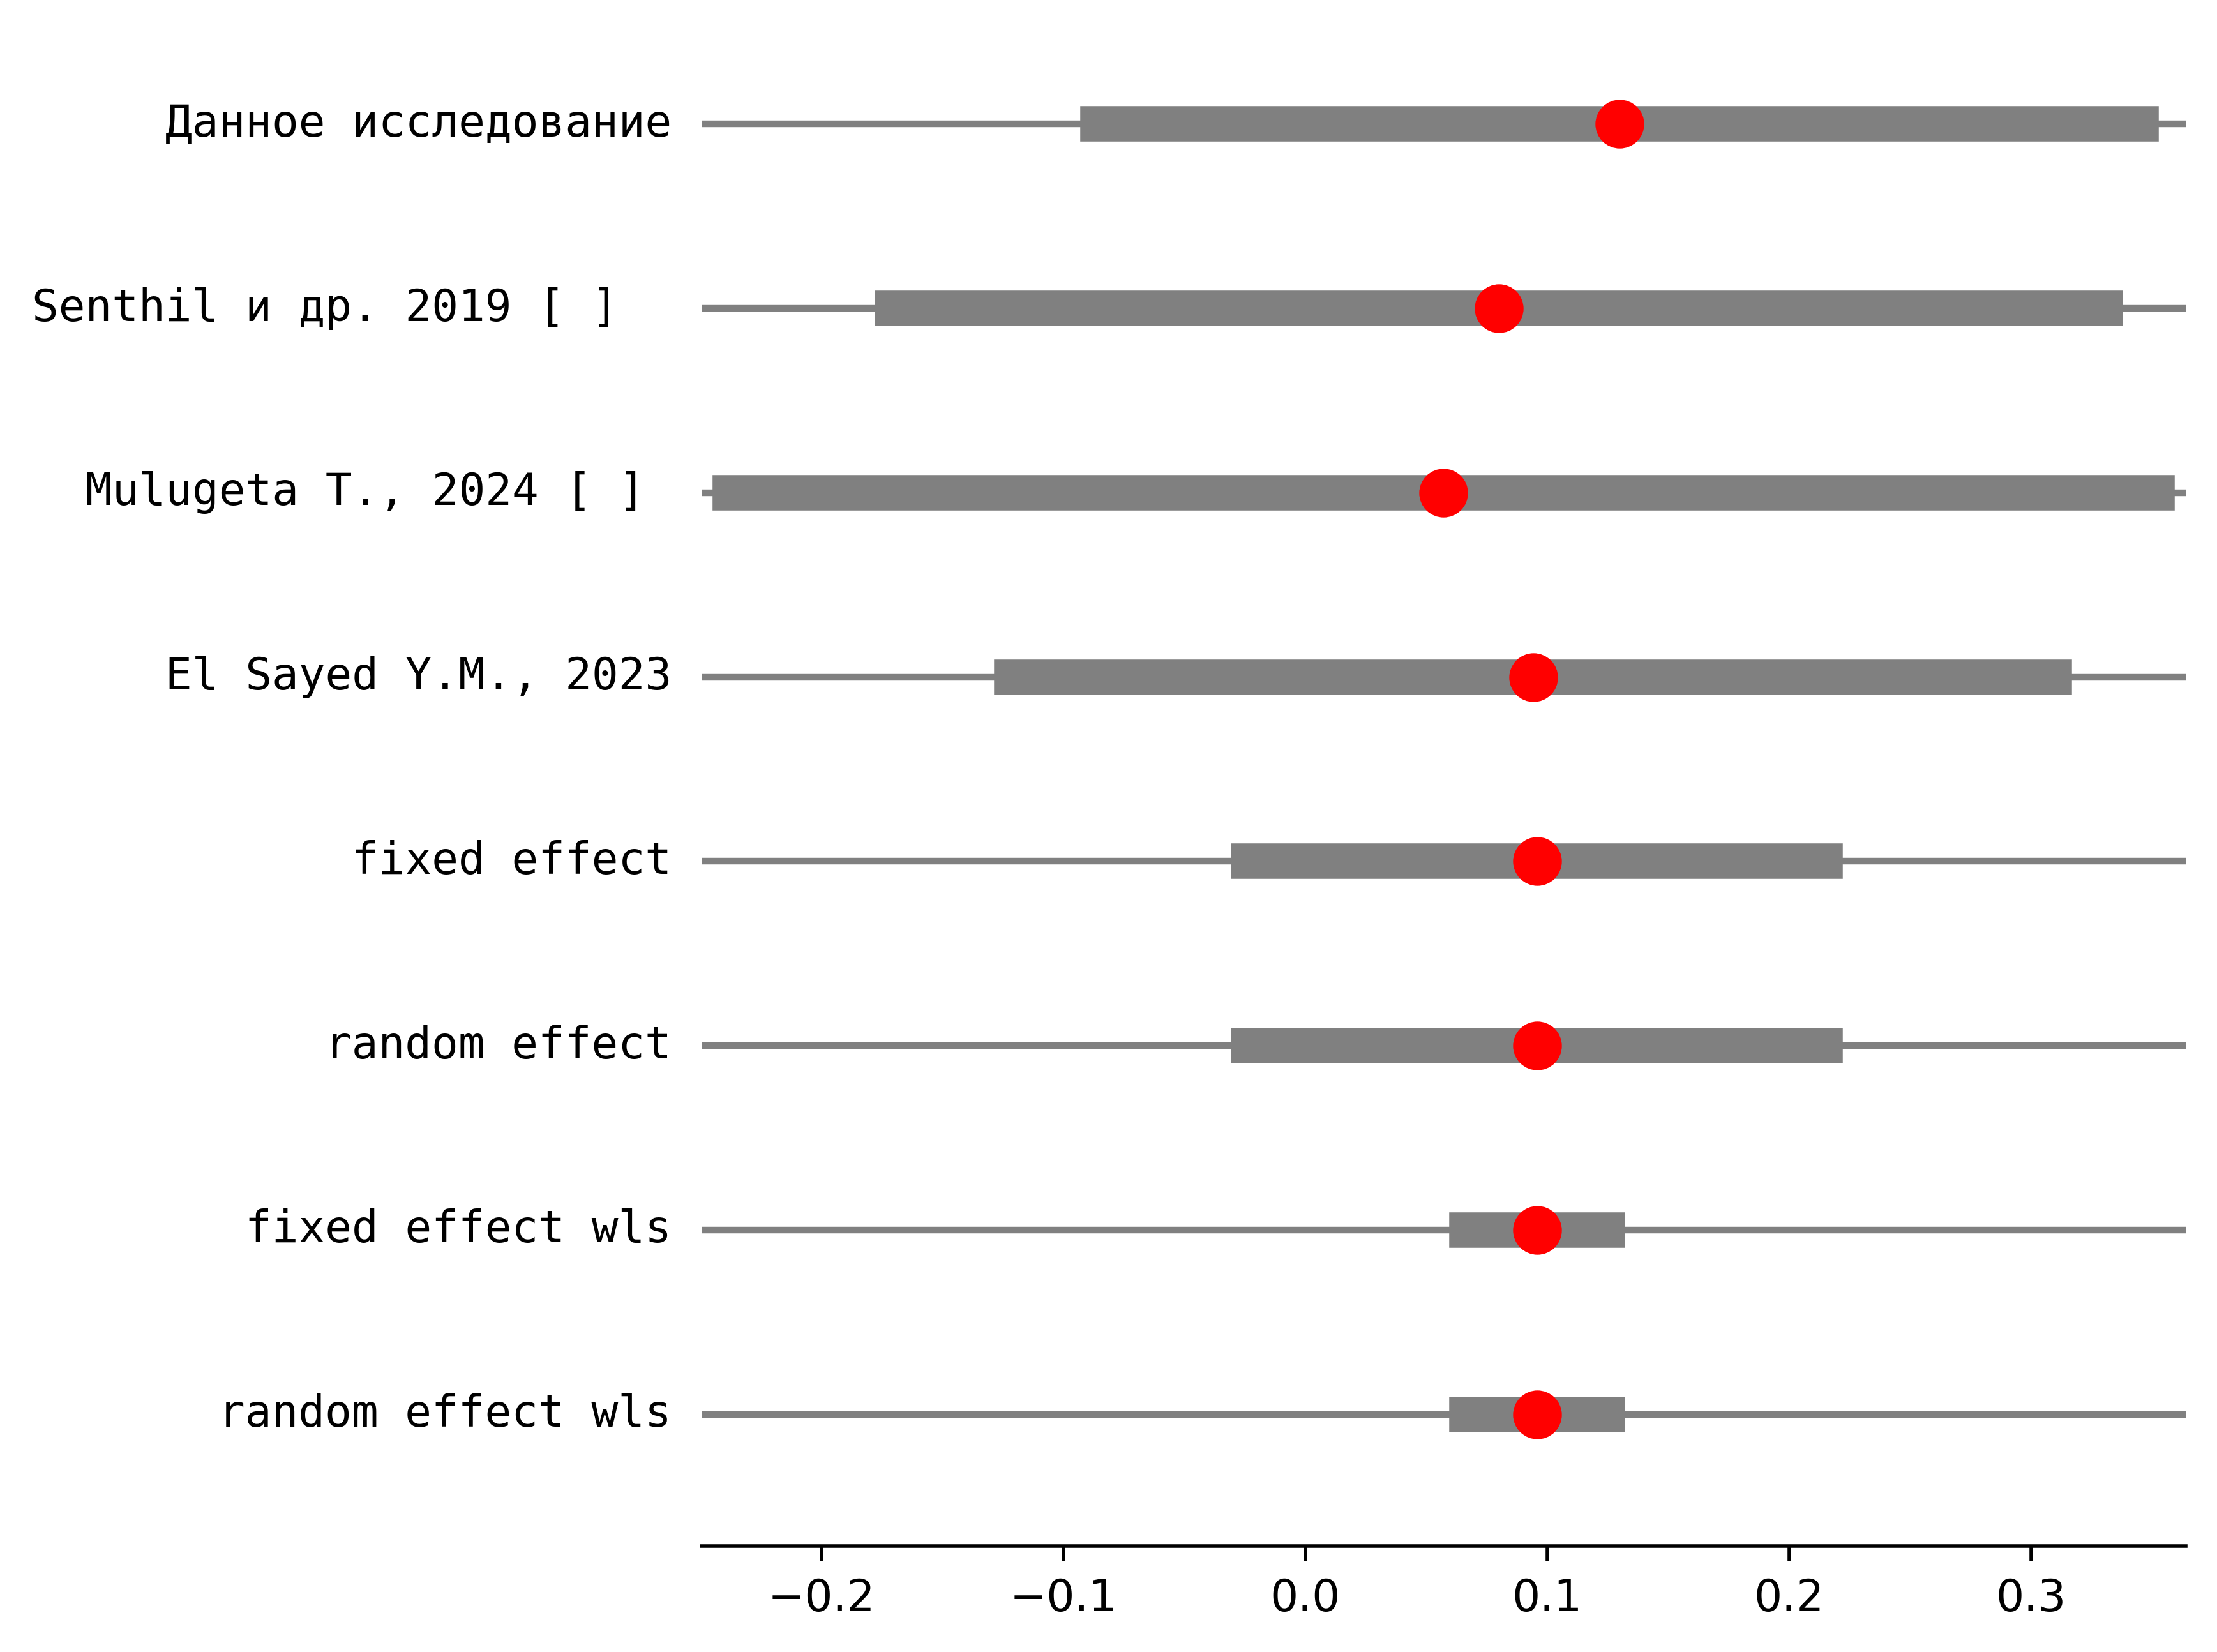 Данное исследование
Senthil и др. 2019 [ ]
Mulugeta T., 2024 [ ]
El Sayed Y.M., 2023
fixed effect
random effect
fixed effect wls
random effect wls
−0.2 −0.1 0.0 0.1 0.2 0.3